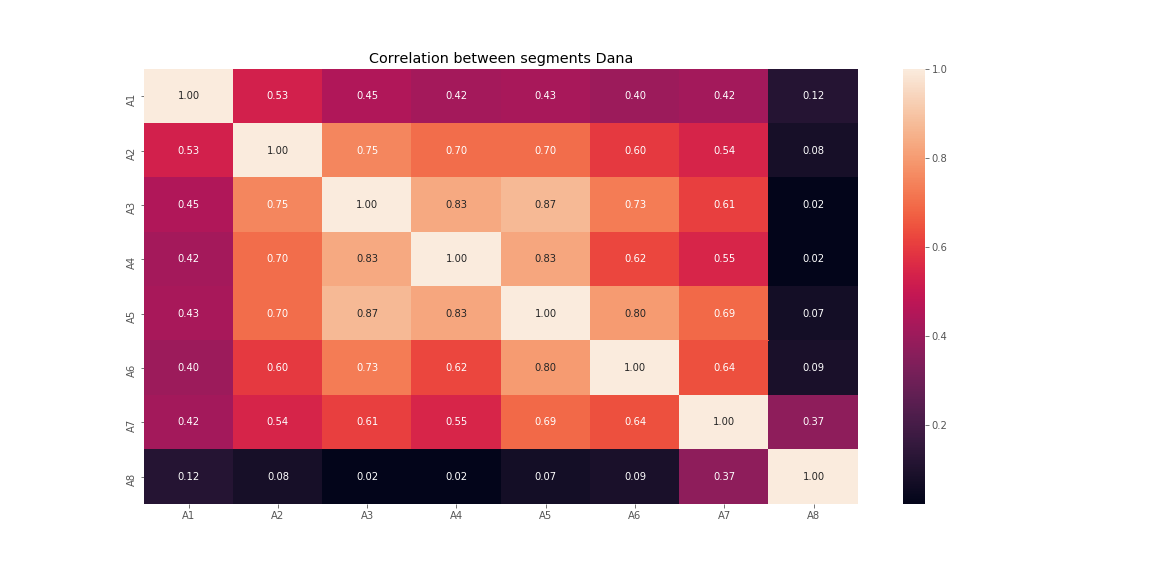 Correlation between segments Dana
A1 1.00 0.53 0.45 0.42 0.43 0.40 0.42 0.12
A2 0.53 1.00 0.75 0.70 0.70 0.60 0.54 0.08
A3 0.45 0.75 1.00 0.83 0.87 0.73 0.61 0.02
A4 0.42 0.70 0.83 1.00 0.83 0.62 0.55 0.02
A5 0.43 0.70 0.87 0.83 1.00 0.80 0.69 0.07
A6 0.40 0.60 0.73 0.62 0.80 1.00 0.64 0.09
A7 0.42 0.54 0.61 0.55 0.69 0.64 1.00 0.37
A8 0.12 0.08 0.02 0.02 0.07 0.09 0.37 1.00
A1 A2 A3 A4 A5 A6 A7 A8
1.0
0.8
0.6
0.4
0.2